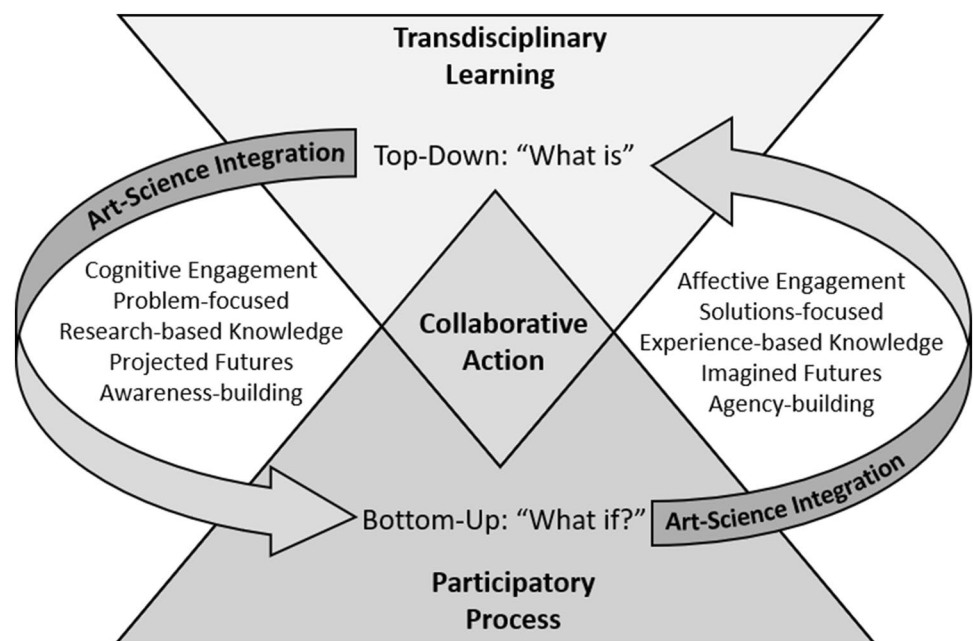 Transdisciplinary
Learning
Top-Down: “What is”
Art-Science Integration
Cognitive Engagement
Problem-focused
Research-based Knowledge
Projected Futures
Awareness-building
Collaborative
Action
Affective Engagement
Solutions-focused
Experience-based Knowledge
Imagined Futures
Agency-building
Bottom-Up: “What if?”
Art-Science Integration
Participatory
Process